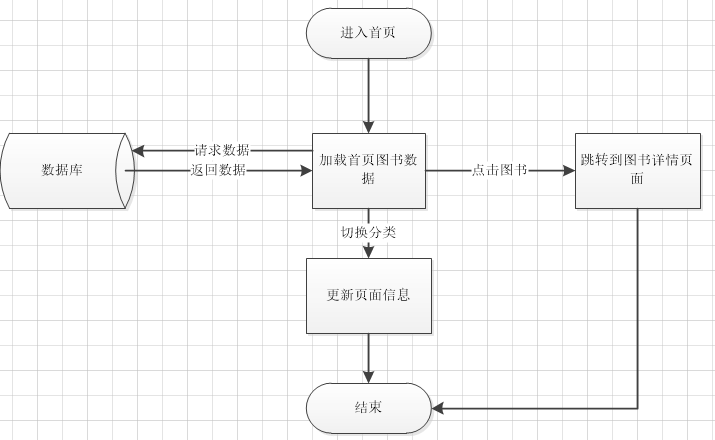 进入首页
请求数据
数据库
返回数据
加载首页图书数
据
点击图书
跳转到图书详情页
面
切换分类
更新页面信息
结束